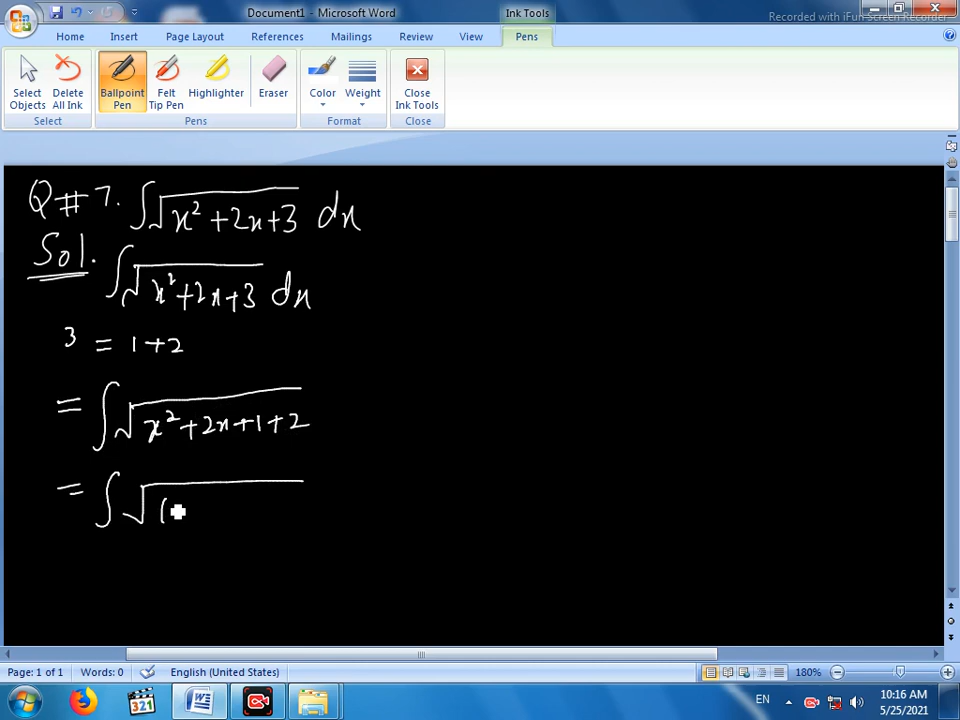 Document1 - Microsoft Word
Ink Tools
Recorded with iFun Screen Recorder
Home Insert Page Layout References Mailings Review View Pens
Select Objects
Delete All Ink
Ballpoint Pen
Felt Tip Pen
Highlighter
Eraser
Color
Weight
Close Ink Tools
Select Pens Format Close
Q # 7. ∫√x²+2x+3 dx
Sol. ∫√x²+2x+3 dx
3 = 1+2
= ∫√x²+2x+1+2
= ∫√(
Page: 1 of 1 Words: 0 English (United States) 180%
321 W EN 10:16 AM
5/25/2021